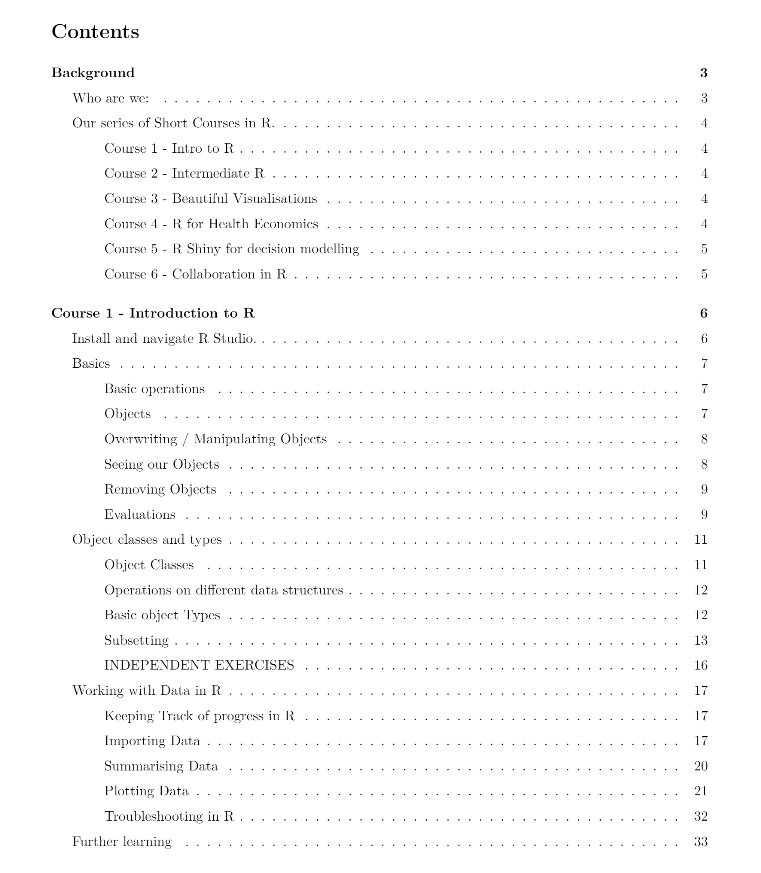 Contents
Background 3
Who are we: . . . . . . . . . . . . . . . . . . . . . . . . . . . . . . . . . . . . . . . . . . . . . . . . 3
Our series of Short Courses in R. . . . . . . . . . . . . . . . . . . . . . . . . . . . . . . . . . . . . . 4
Course 1 - Intro to R . . . . . . . . . . . . . . . . . . . . . . . . . . . . . . . . . . . . . . . . . 4
Course 2 - Intermediate R . . . . . . . . . . . . . . . . . . . . . . . . . . . . . . . . . . . . . . 4
Course 3 - Beautiful Visualisations . . . . . . . . . . . . . . . . . . . . . . . . . . . . . . . . . 4
Course 4 - R for Health Economics . . . . . . . . . . . . . . . . . . . . . . . . . . . . . . . . . 4
Course 5 - R Shiny for decision modelling . . . . . . . . . . . . . . . . . . . . . . . . . . . . . 5
Course 6 - Collaboration in R . . . . . . . . . . . . . . . . . . . . . . . . . . . . . . . . . . . . 5
Course 1 - Introduction to R 6
Install and navigate R Studio. . . . . . . . . . . . . . . . . . . . . . . . . . . . . . . . . . . . . . . . 6
Basics . . . . . . . . . . . . . . . . . . . . . . . . . . . . . . . . . . . . . . . . . . . . . . . . . . . . 7
Basic operations . . . . . . . . . . . . . . . . . . . . . . . . . . . . . . . . . . . . . . . . . . . 7
Objects . . . . . . . . . . . . . . . . . . . . . . . . . . . . . . . . . . . . . . . . . . . . . . . . 7
Overwriting / Manipulating Objects . . . . . . . . . . . . . . . . . . . . . . . . . . . . . . . . 8
Seeing our Objects . . . . . . . . . . . . . . . . . . . . . . . . . . . . . . . . . . . . . . . . . . 8
Removing Objects . . . . . . . . . . . . . . . . . . . . . . . . . . . . . . . . . . . . . . . . . . 9
Evaluations . . . . . . . . . . . . . . . . . . . . . . . . . . . . . . . . . . . . . . . . . . . . . . 9
Object classes and types . . . . . . . . . . . . . . . . . . . . . . . . . . . . . . . . . . . . . . . . . . 11
Object Classes . . . . . . . . . . . . . . . . . . . . . . . . . . . . . . . . . . . . . . . . . . . . 11
Operations on different data structures . . . . . . . . . . . . . . . . . . . . . . . . . . . . . . . 12
Basic object Types . . . . . . . . . . . . . . . . . . . . . . . . . . . . . . . . . . . . . . . . . . 12
Subsetting . . . . . . . . . . . . . . . . . . . . . . . . . . . . . . . . . . . . . . . . . . . . . . . 13
INDEPENDENT EXERCISES . . . . . . . . . . . . . . . . . . . . . . . . . . . . . . . . . . . 16
Working with Data in R . . . . . . . . . . . . . . . . . . . . . . . . . . . . . . . . . . . . . . . . . . 17
Keeping Track of progress in R . . . . . . . . . . . . . . . . . . . . . . . . . . . . . . . . . . . 17
Importing Data . . . . . . . . . . . . . . . . . . . . . . . . . . . . . . . . . . . . . . . . . . . . 17
Summarising Data . . . . . . . . . . . . . . . . . . . . . . . . . . . . . . . . . . . . . . . . . . 20
Plotting Data . . . . . . . . . . . . . . . . . . . . . . . . . . . . . . . . . . . . . . . . . . . . . 21
Troubleshooting in R . . . . . . . . . . . . . . . . . . . . . . . . . . . . . . . . . . . . . . . . . 32
Further learning . . . . . . . . . . . . . . . . . . . . . . . . . . . . . . . . . . . . . . . . . . . . . . 33